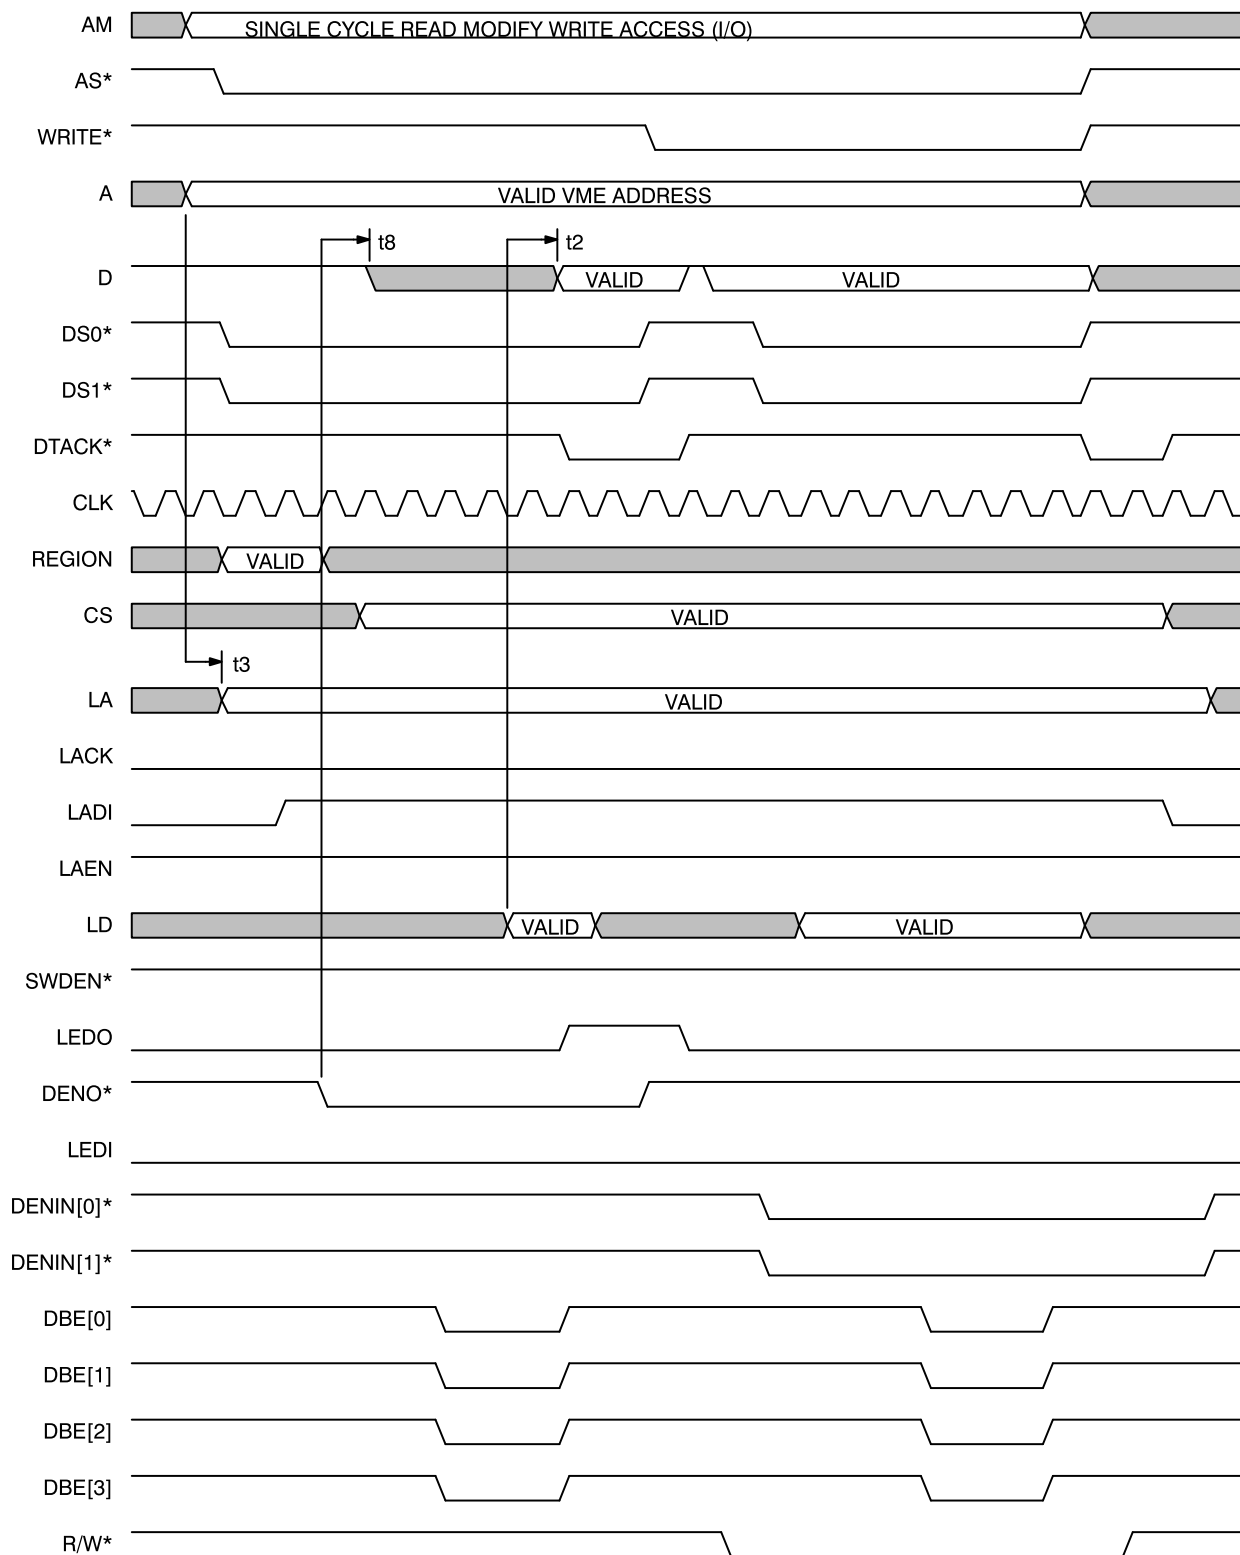 AM SINGLE CYCLE READ MODIFY WRITE ACCESS (I/O)
AS*
WRITE*
A VALID VME ADDRESS
t8 t2
D VALID VALID
DS0*
DS1*
DTACK*
CLK
REGION VALID
CS VALID
t3
LA VALID
LACK
LADI
LAEN
LD VALID VALID
SWDEN*
LEDO
DENO*
LEDI
DENIN[0]*
DENIN[1]*
DBE[0]
DBE[1]
DBE[2]
DBE[3]
R/W*